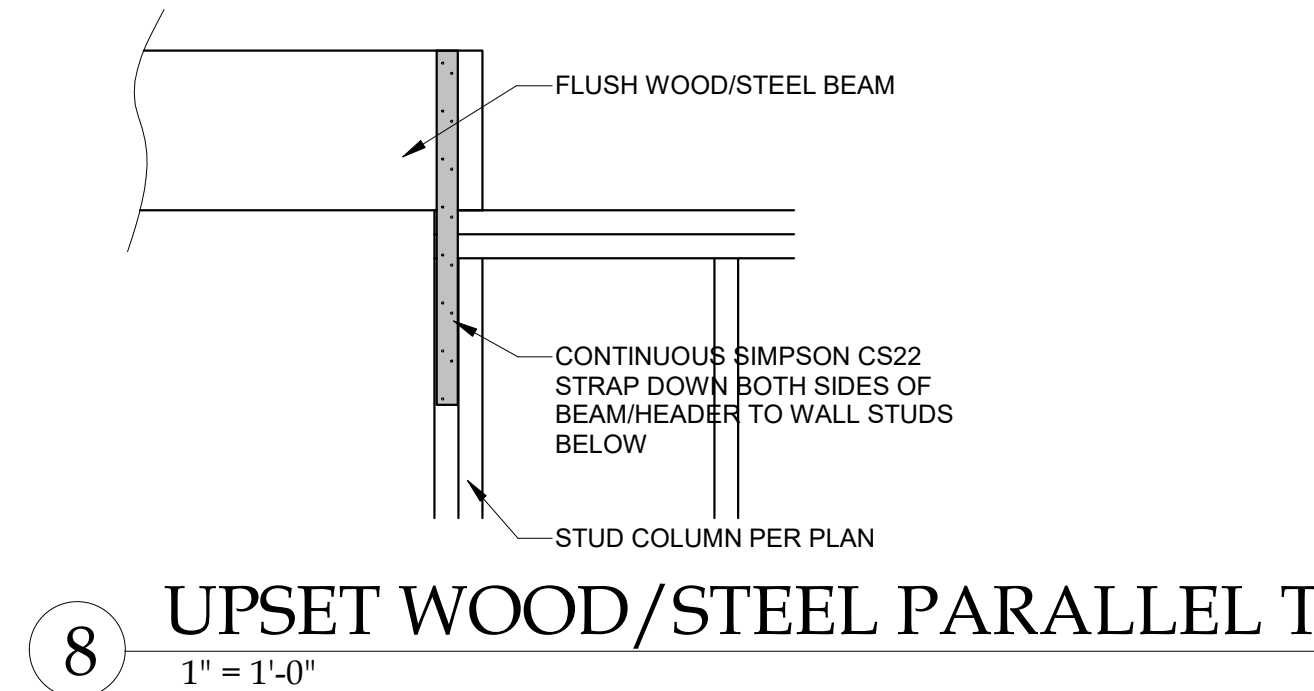 FLUSH WOOD/STEEL BEAM
CONTINUOUS SIMPSON CS22
STRAP DOWN BOTH SIDES OF
BEAM/HEADER TO WALL STUDS
BELOW
STUD COLUMN PER PLAN
8
UPSET WOOD/STEEL PARALLEL T
1" = 1'-0"